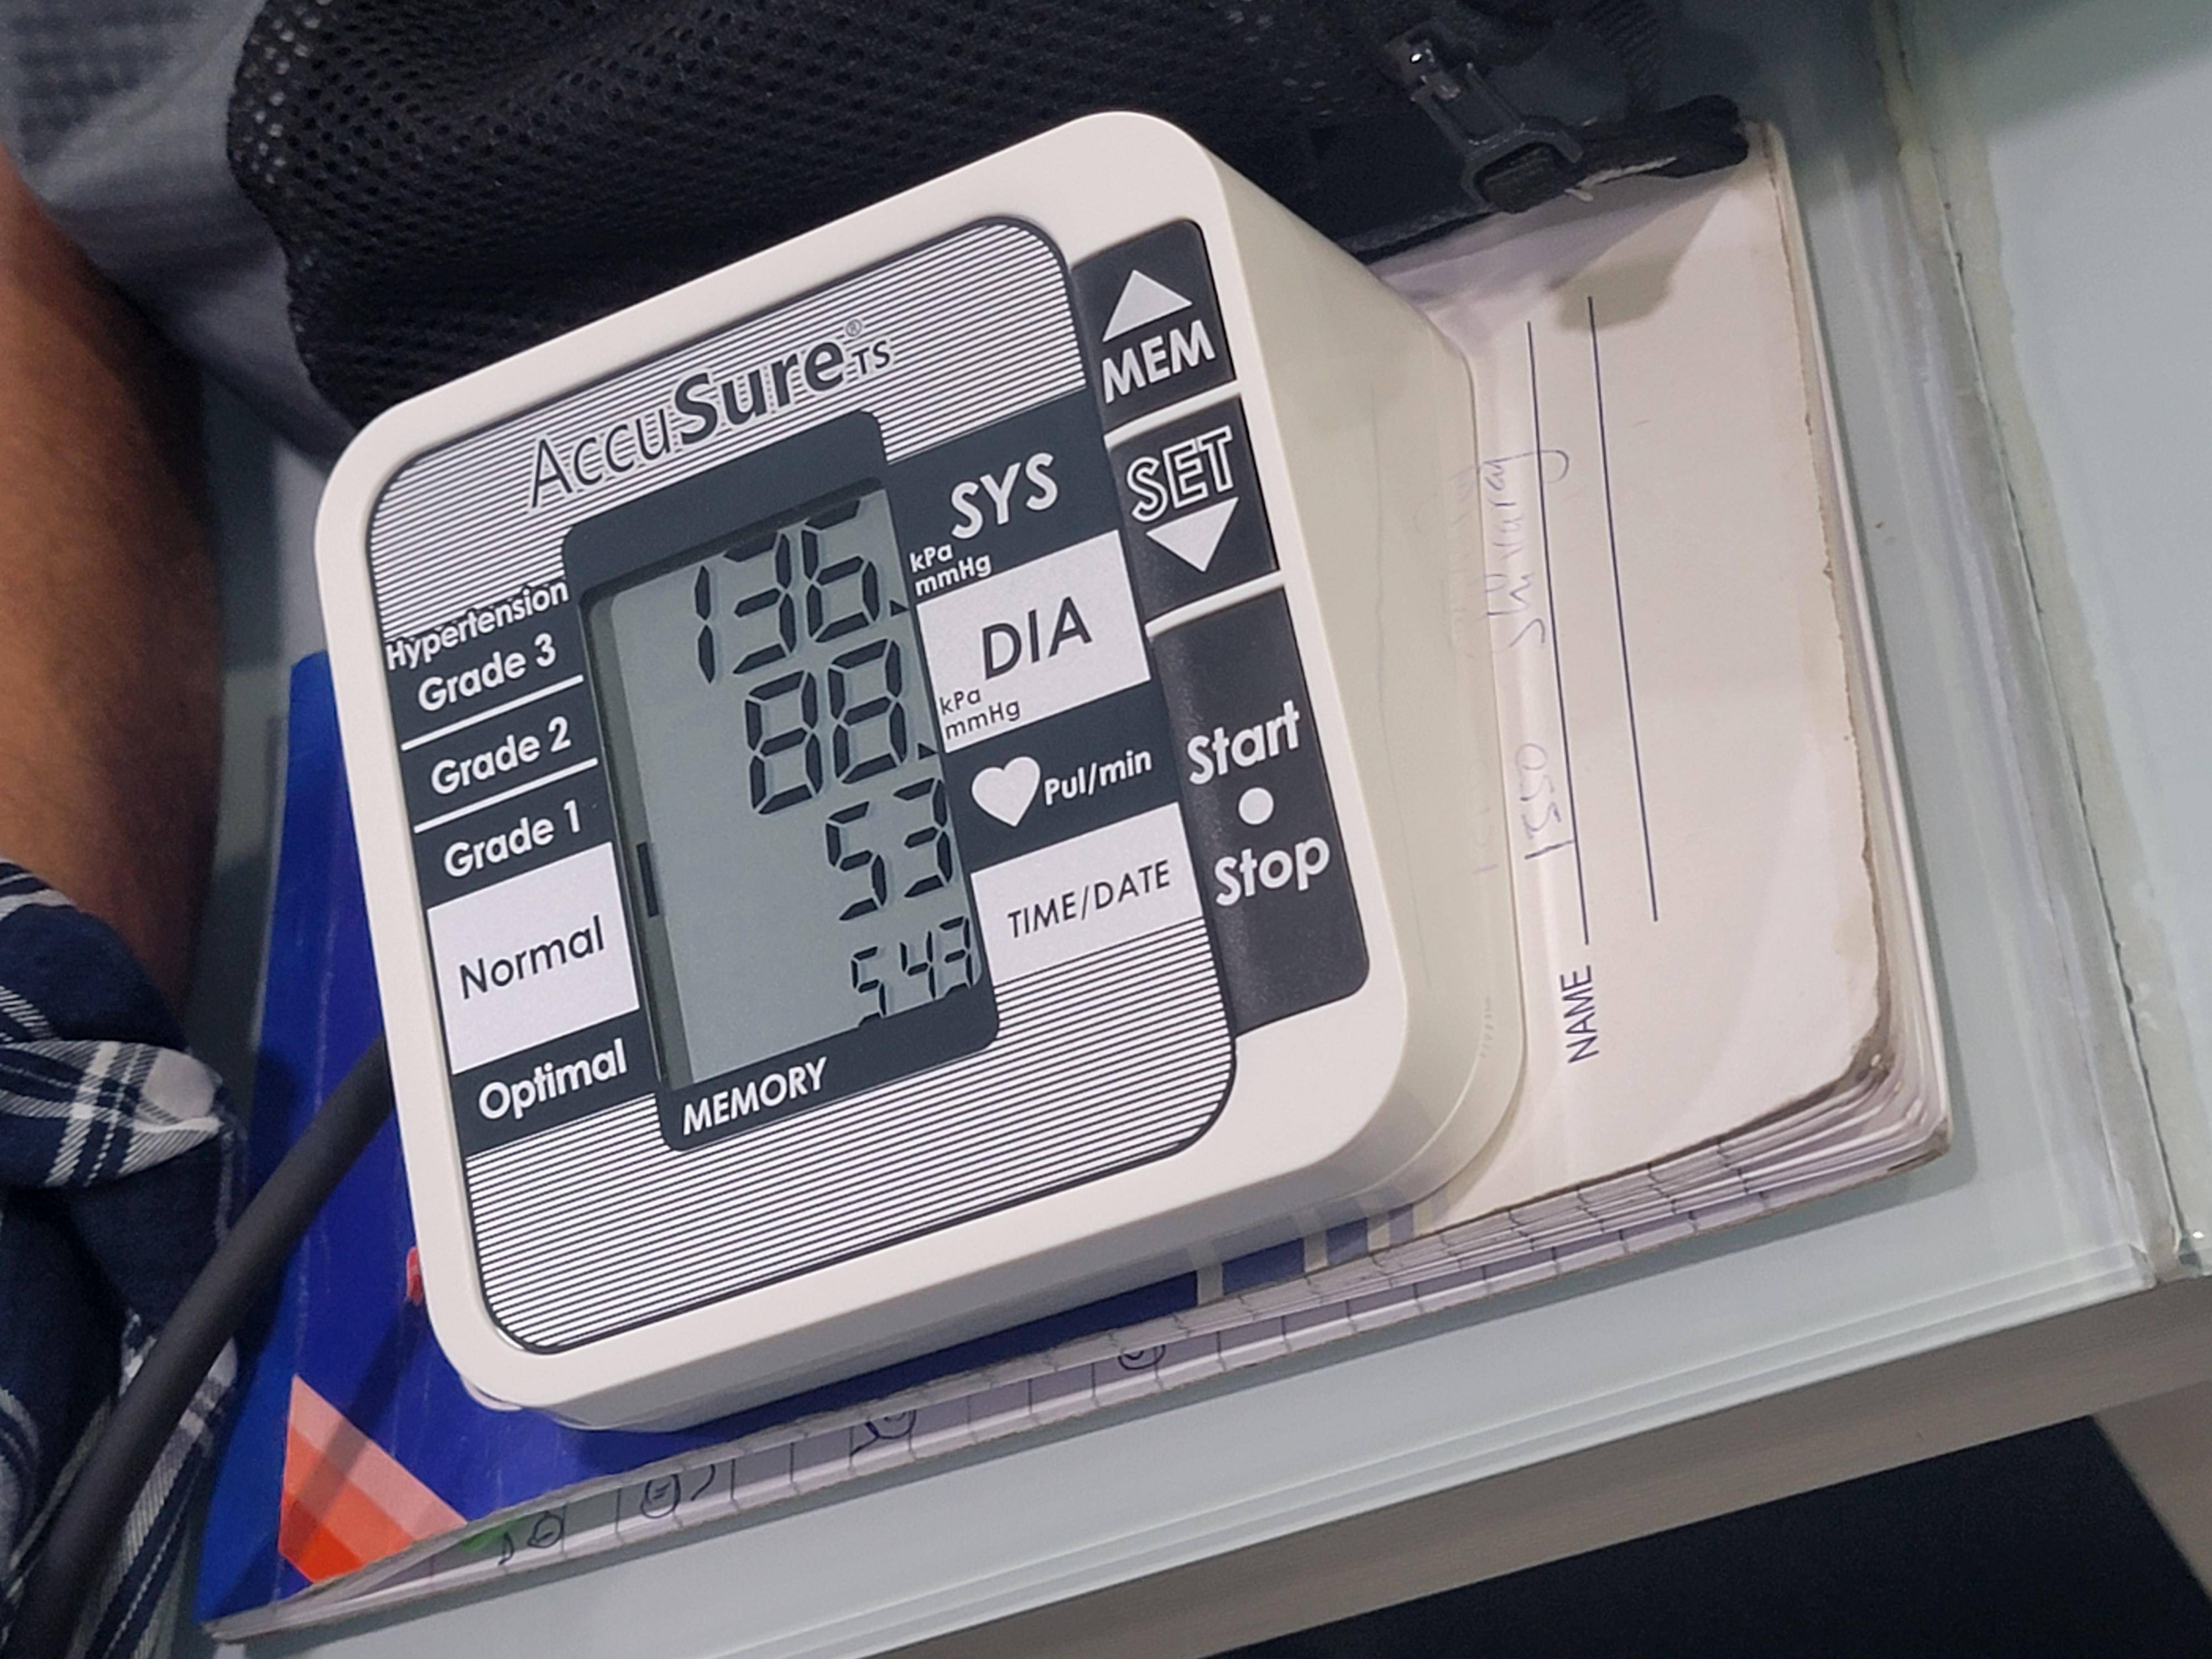 AccuSure® TS
Hypertension
Grade 3
Grade 2
Grade 1
Normal
Optimal
136
88
53
5:43
SYS
kPa
mmHg
DIA
kPa
mmHg
Pul/min
TIME/DATE
MEMORY
MEM
SET
Start
Stop
NAME